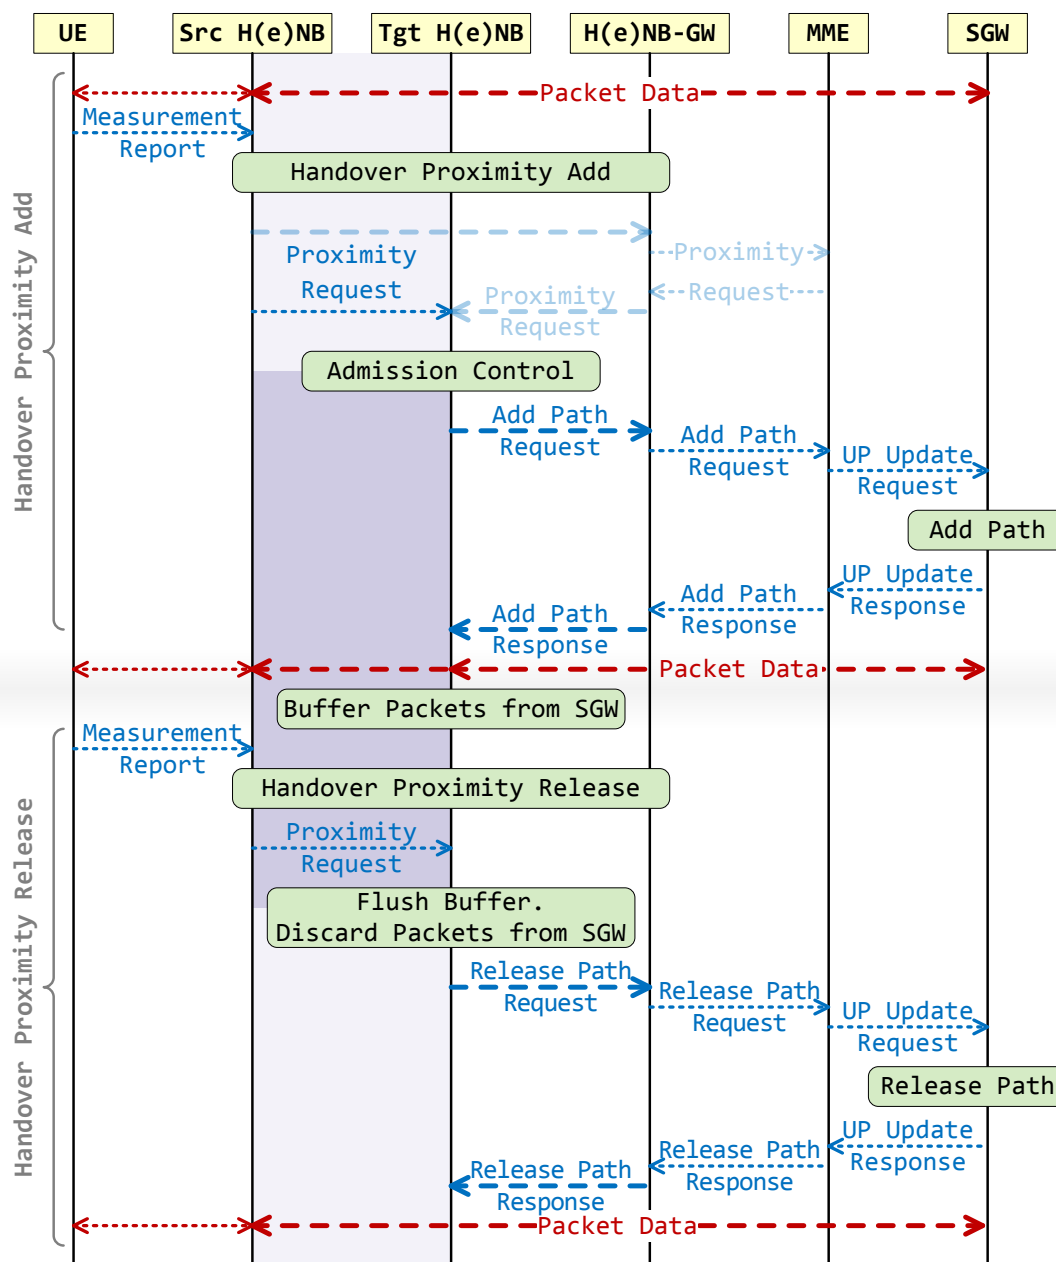 UE
Src H(e)NB
Tgt H(e)NB
H(e)NB-GW
MME
SGW
Handover Proximity Add
Packet Data
Measurement
Report
Handover Proximity Add
Proximity
Request
Proximity
Request
Proximity
Request
Admission Control
Add Path
Request
Add Path
Request
UP Update
Request
Add Path
UP Update
Response
Add Path
Response
Add Path
Response
Packet Data
Buffer Packets from SGW
Handover Proximity Release
Measurement
Report
Handover Proximity Release
Proximity
Request
Flush Buffer.
Discard Packets from SGW
Release Path
Request
Release Path
Request
UP Update
Request
Release Path
UP Update
Response
Release Path
Response
Release Path
Response
Packet Data